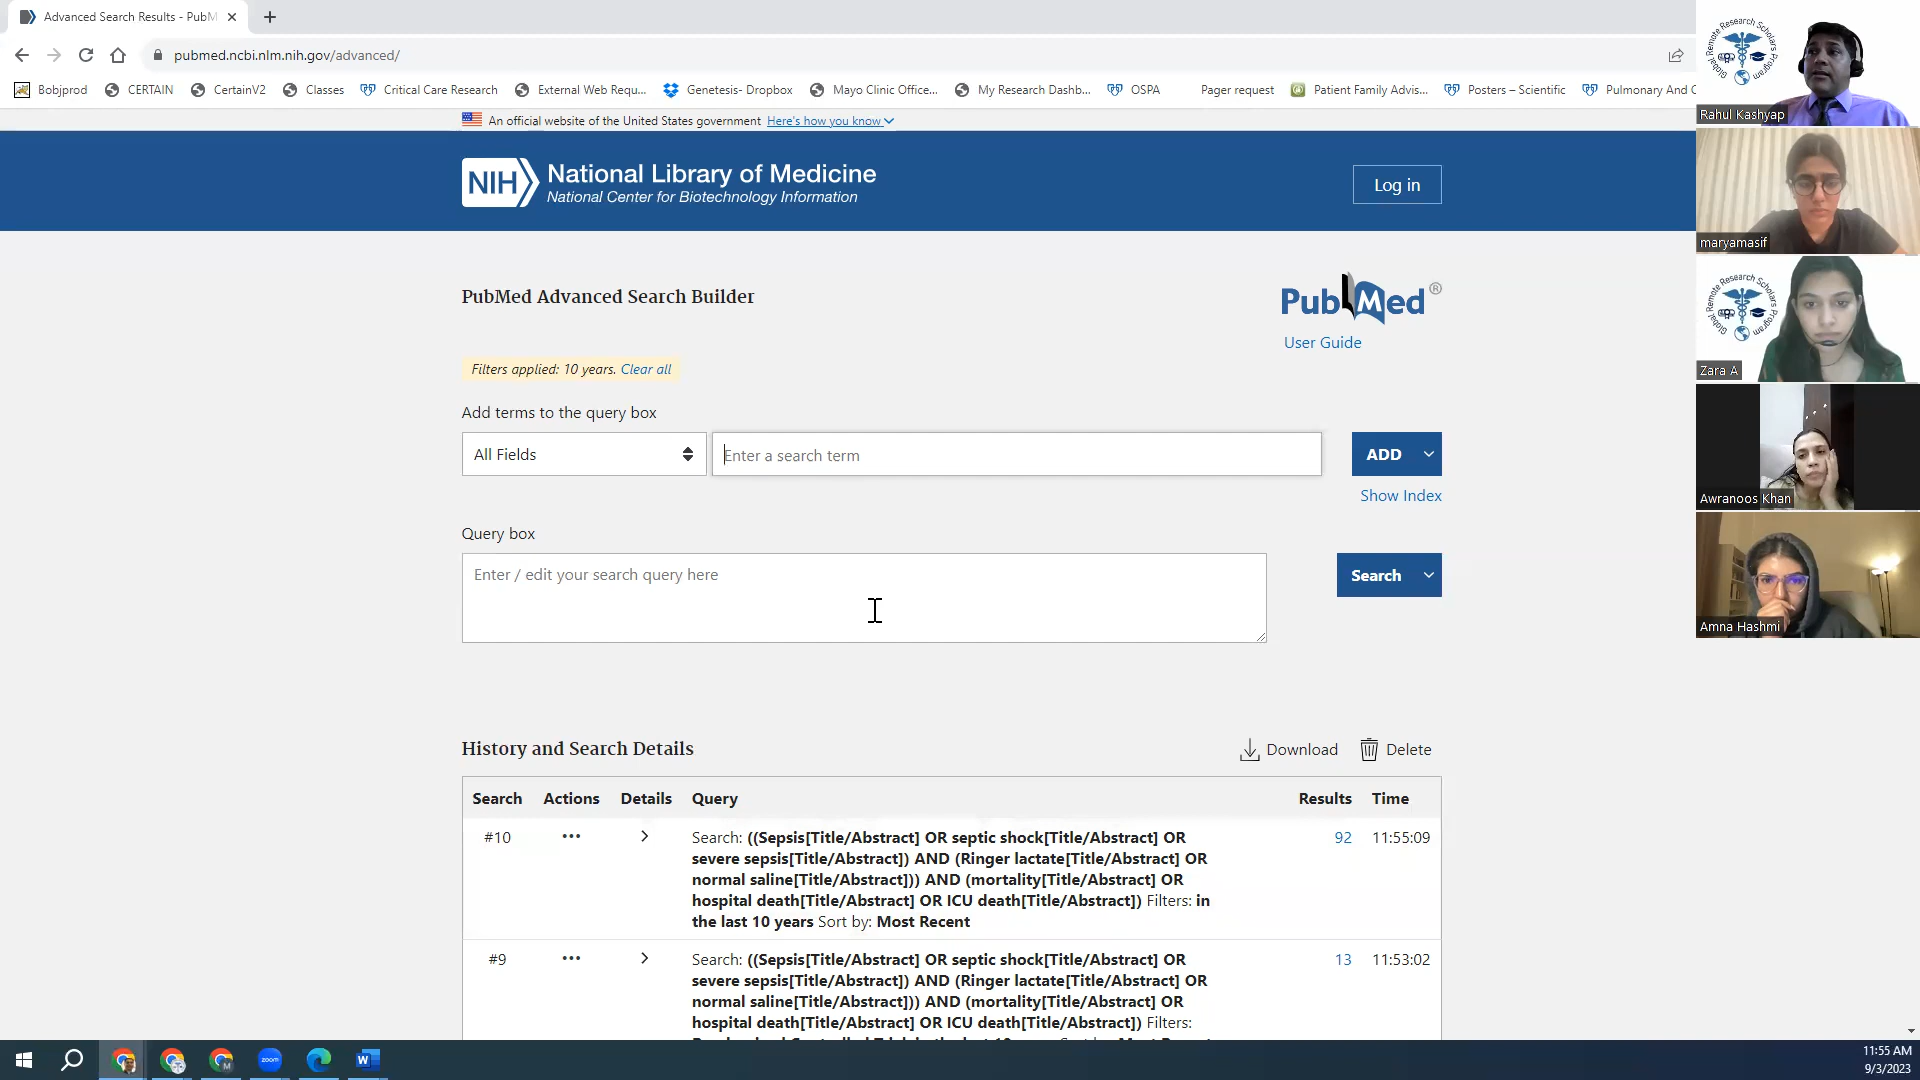 Advanced Search Results - PubM
pubmed.ncbi.nlm.nih.gov/advanced/
Bobjprod CERTAIN CertainV2 Classes Critical Care Research External Web Requ... Genetesis- Dropbox Mayo Clinic Office... My Research Dashb... OSPA Pager request Patient Family Advis... Posters – Scientific Pulmonary And C
An official website of the United States government Here's how you know
NIH National Library of Medicine
National Center for Biotechnology Information
Log in
PubMed Advanced Search Builder
PubMed®
User Guide
Filters applied: 10 years. Clear all
Add terms to the query box
All Fields Enter a search term ADD
Show Index
Query box
Enter / edit your search query here
Search
History and Search Details Download Delete
Search Actions Details Query Results Time
#10 ••• Search: ((Sepsis[Title/Abstract] OR septic shock[Title/Abstract] OR 92 11:55:09
severe sepsis[Title/Abstract]) AND (Ringer lactate[Title/Abstract] OR
normal saline[Title/Abstract])) AND (mortality[Title/Abstract] OR
hospital death[Title/Abstract] OR ICU death[Title/Abstract]) Filters: in
the last 10 years Sort by: Most Recent
#9 ••• Search: ((Sepsis[Title/Abstract] OR septic shock[Title/Abstract] OR 13 11:53:02
severe sepsis[Title/Abstract]) AND (Ringer lactate[Title/Abstract] OR
normal saline[Title/Abstract])) AND (mortality[Title/Abstract] OR
hospital death[Title/Abstract] OR ICU death[Title/Abstract]) Filters:
Global Remote Research Scholars Program
Rahul Kashyap
maryamasif
Global Remote Research Scholars Program
Zara A
Awranoos Khan
Amna Hashmi
zoom
11:55 AM
9/3/2023